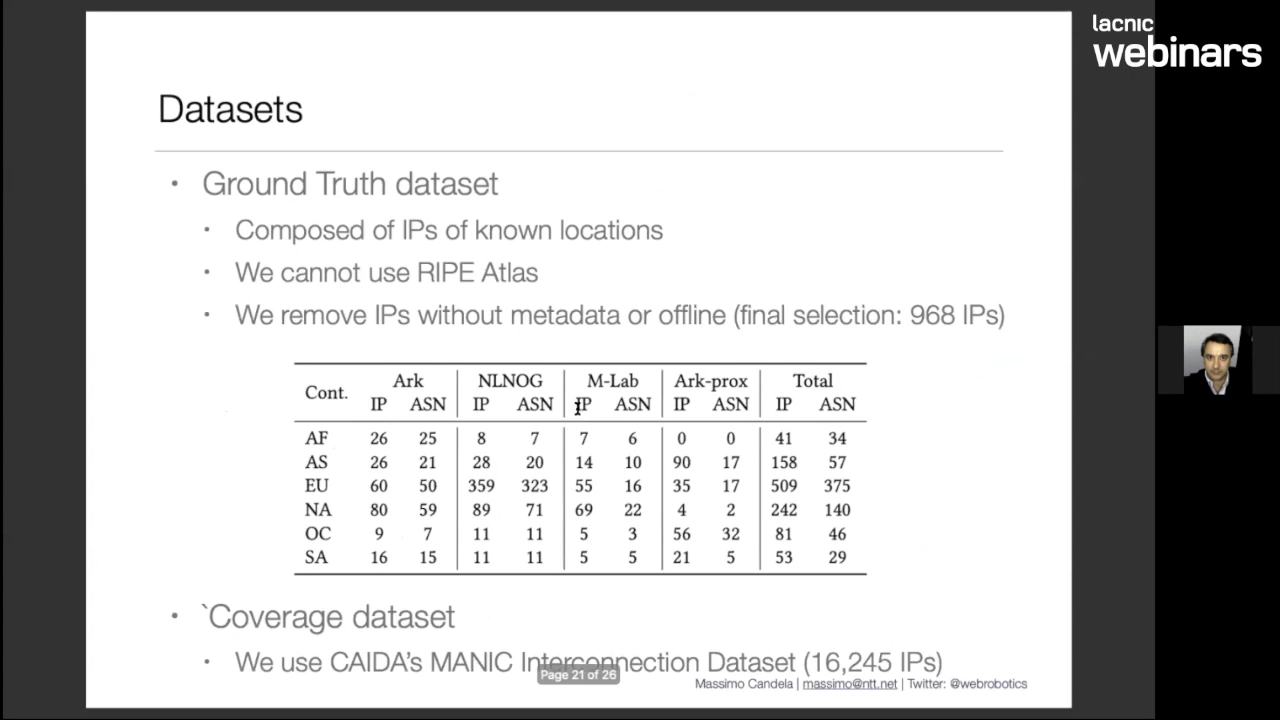 lacnic
webinars
Datasets
• Ground Truth dataset
• Composed of IPs of known locations
• We cannot use RIPE Atlas
• We remove IPs without metadata or offline (final selection: 968 IPs)
Cont. Ark NLNOG M-Lab Ark-prox Total
IP ASN IP ASN IP ASN IP ASN IP ASN
AF 26 25 8 7 7 6 0 0 41 34
AS 26 21 28 20 14 10 90 17 158 57
EU 60 50 359 323 55 16 35 17 509 375
NA 80 59 89 71 69 22 4 2 242 140
OC 9 7 11 11 5 3 56 32 81 46
SA 16 15 11 11 5 5 21 5 53 29
• `Coverage dataset
• We use CAIDA's MANIC Interconnection Dataset (16,245 IPs)
Page 21 of 26
Massimo Candela | massimo@ntt.net | Twitter: @webrobotics